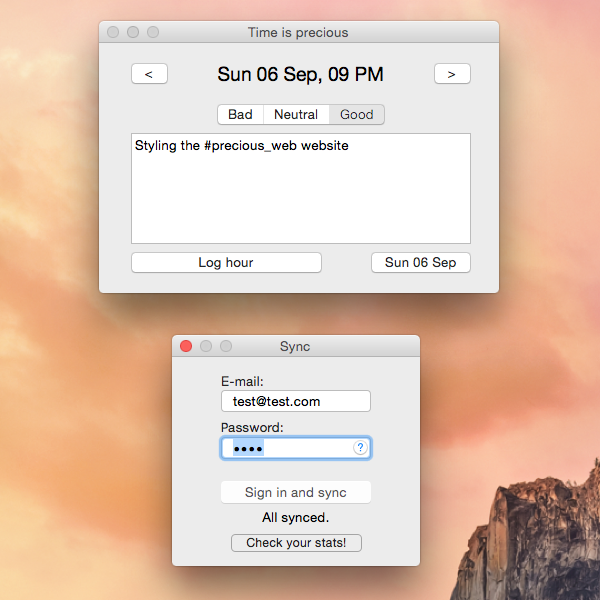 Time is precious
< Sun 06 Sep, 09 PM >
Bad Neutral Good
Styling the #precious_web website
Log hour Sun 06 Sep
Sync
E-mail:
test@test.com
Password:
•••• ?
Sign in and sync
All synced.
Check your stats!